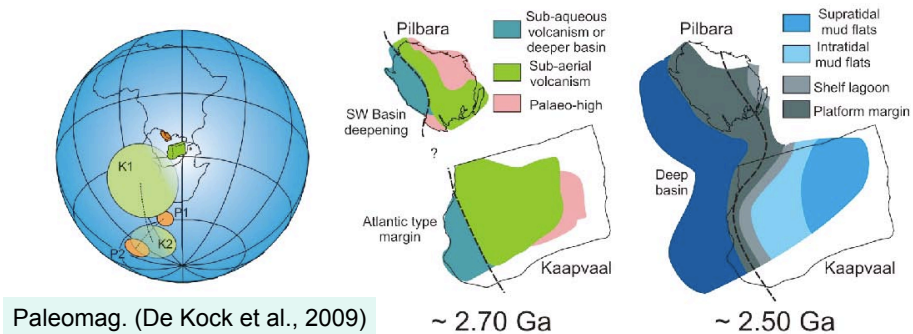 K1
P1
K2
P2
Paleomag. (De Kock et al., 2009)
Pilbara
Sub-aqueous
volcanism or
deeper basin
Sub-aerial
volcanism
Palaeo-high
SW Basin
deepening
?
Atlantic type
margin
Kaapvaal
~ 2.70 Ga
Pilbara
Supratidal
mud flats
Intratidal
mud flats
Shelf lagoon
Platform margin
Deep
basin
Kaapvaal
~ 2.50 Ga